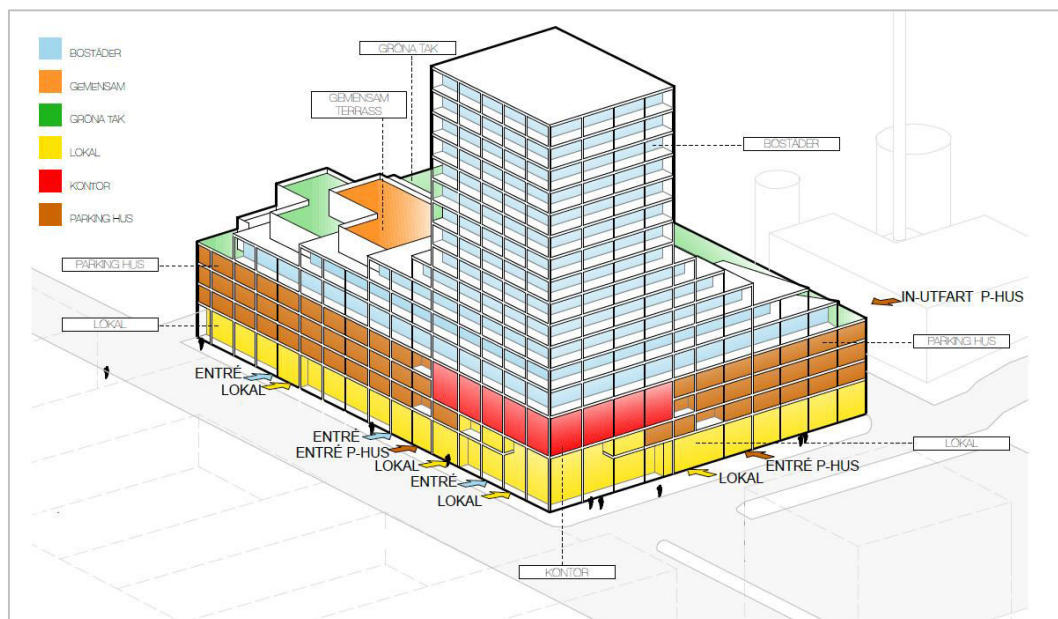 BOSTÄDER
GEMENSAM
GRÖNA TAK
LOKAL
KONTOR
PARKING HUS
GRÖNA TAK
GEMENSAM
TERRASS
BOSTÄDER
PARKING HUS
LOKAL
IN-UTFART P-HUS
PARKING HUS
ENTRÉ
LOKAL
ENTRÉ
ENTRÉ P-HUS
LOKAL
ENTRÉ
LOKAL
LOKAL
ENTRÉ P-HUS
LOKAL
KONTOR